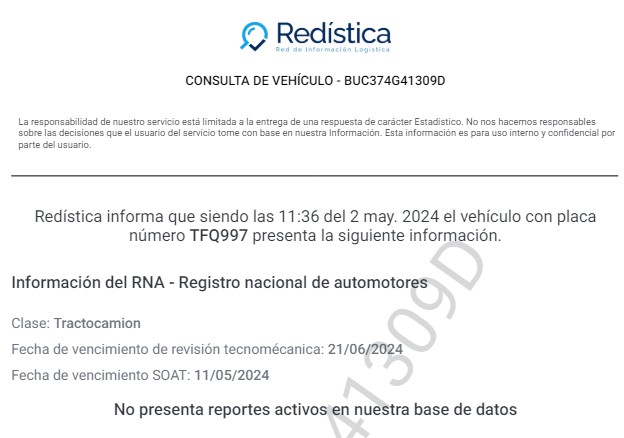 Redística
Red de Información Logística
CONSULTA DE VEHÍCULO - BUC374G41309D
La responsabilidad de nuestro servicio está limitada a la entrega de una respuesta de carácter Estadístico. No nos hacemos responsables
sobre las decisiones que el usuario del servicio tome con base en nuestra Información. Esta información es para uso interno y confidencial por
parte del usuario.
Redística informa que siendo las 11:36 del 2 may. 2024 el vehículo con placa
número TFQ997 presenta la siguiente información.
Información del RNA - Registro nacional de automotores
Clase: Tractocamion
Fecha de vencimiento de revisión tecnomécanica: 21/06/2024
Fecha de vencimiento SOAT: 11/05/2024
No presenta reportes activos en nuestra base de datos
41309D